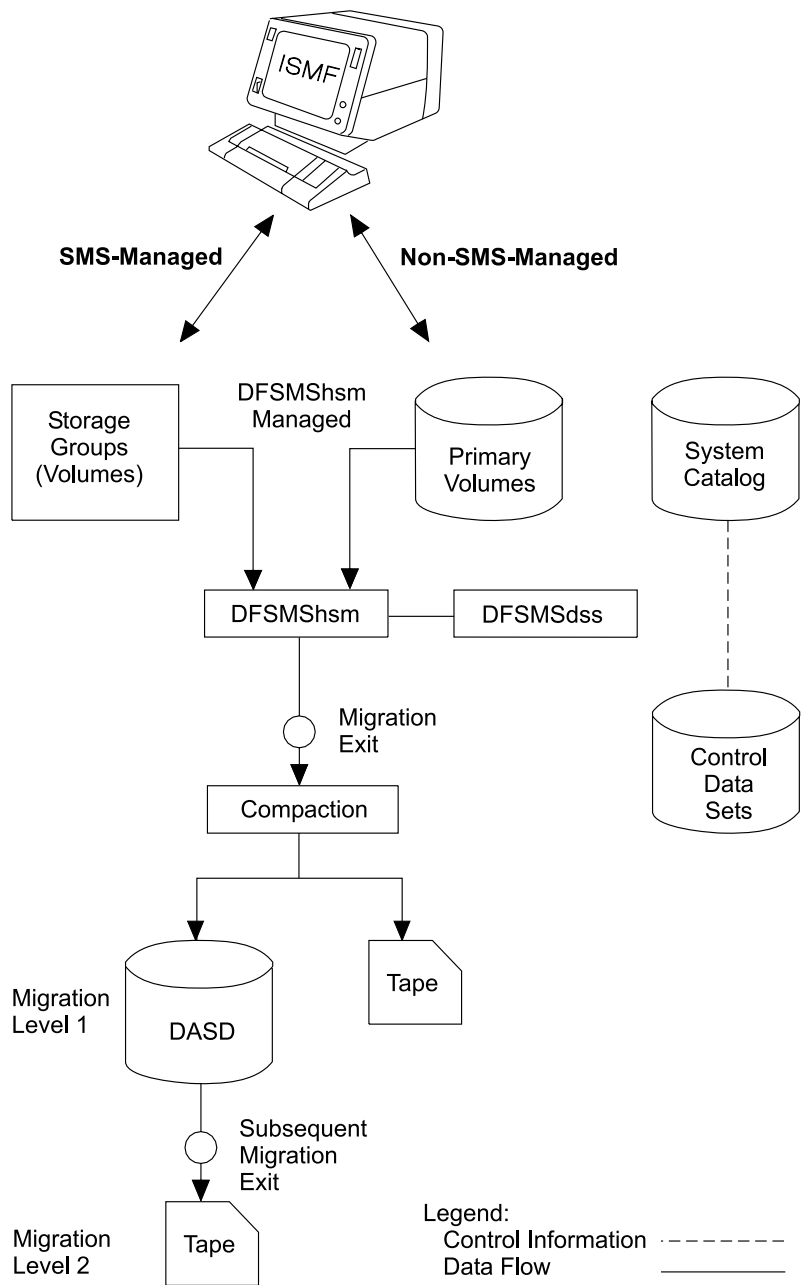 ISMF
SMS-Managed
Non-SMS-Managed
Storage
Groups
(Volumes)
DFSMShsm
Managed
Primary
Volumes
System
Catalog
DFSMShsm
DFSMSdss
Migration
Exit
Control
Data
Sets
Compaction
Migration
Level 1
DASD
Tape
Subsequent
Migration
Exit
Migration
Level 2
Tape
Legend:
Control Information
Data Flow